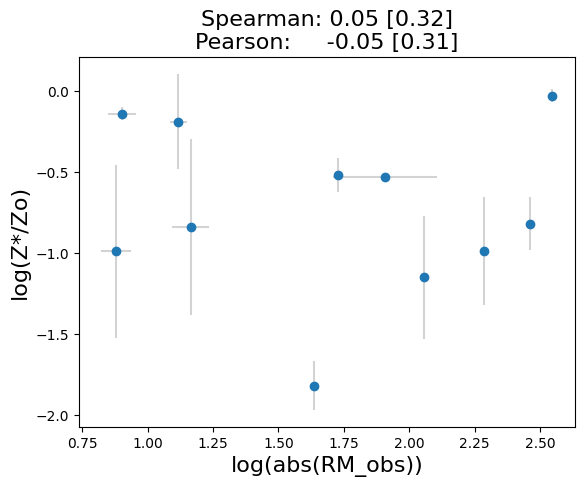 Spearman: 0.05 [0.32]
Pearson: -0.05 [0.31]
0.0
−0.5
−1.0
−1.5
−2.0
log(Z*/Zo)
0.75 1.00 1.25 1.50 1.75 2.00 2.25 2.50
log(abs(RM_obs))